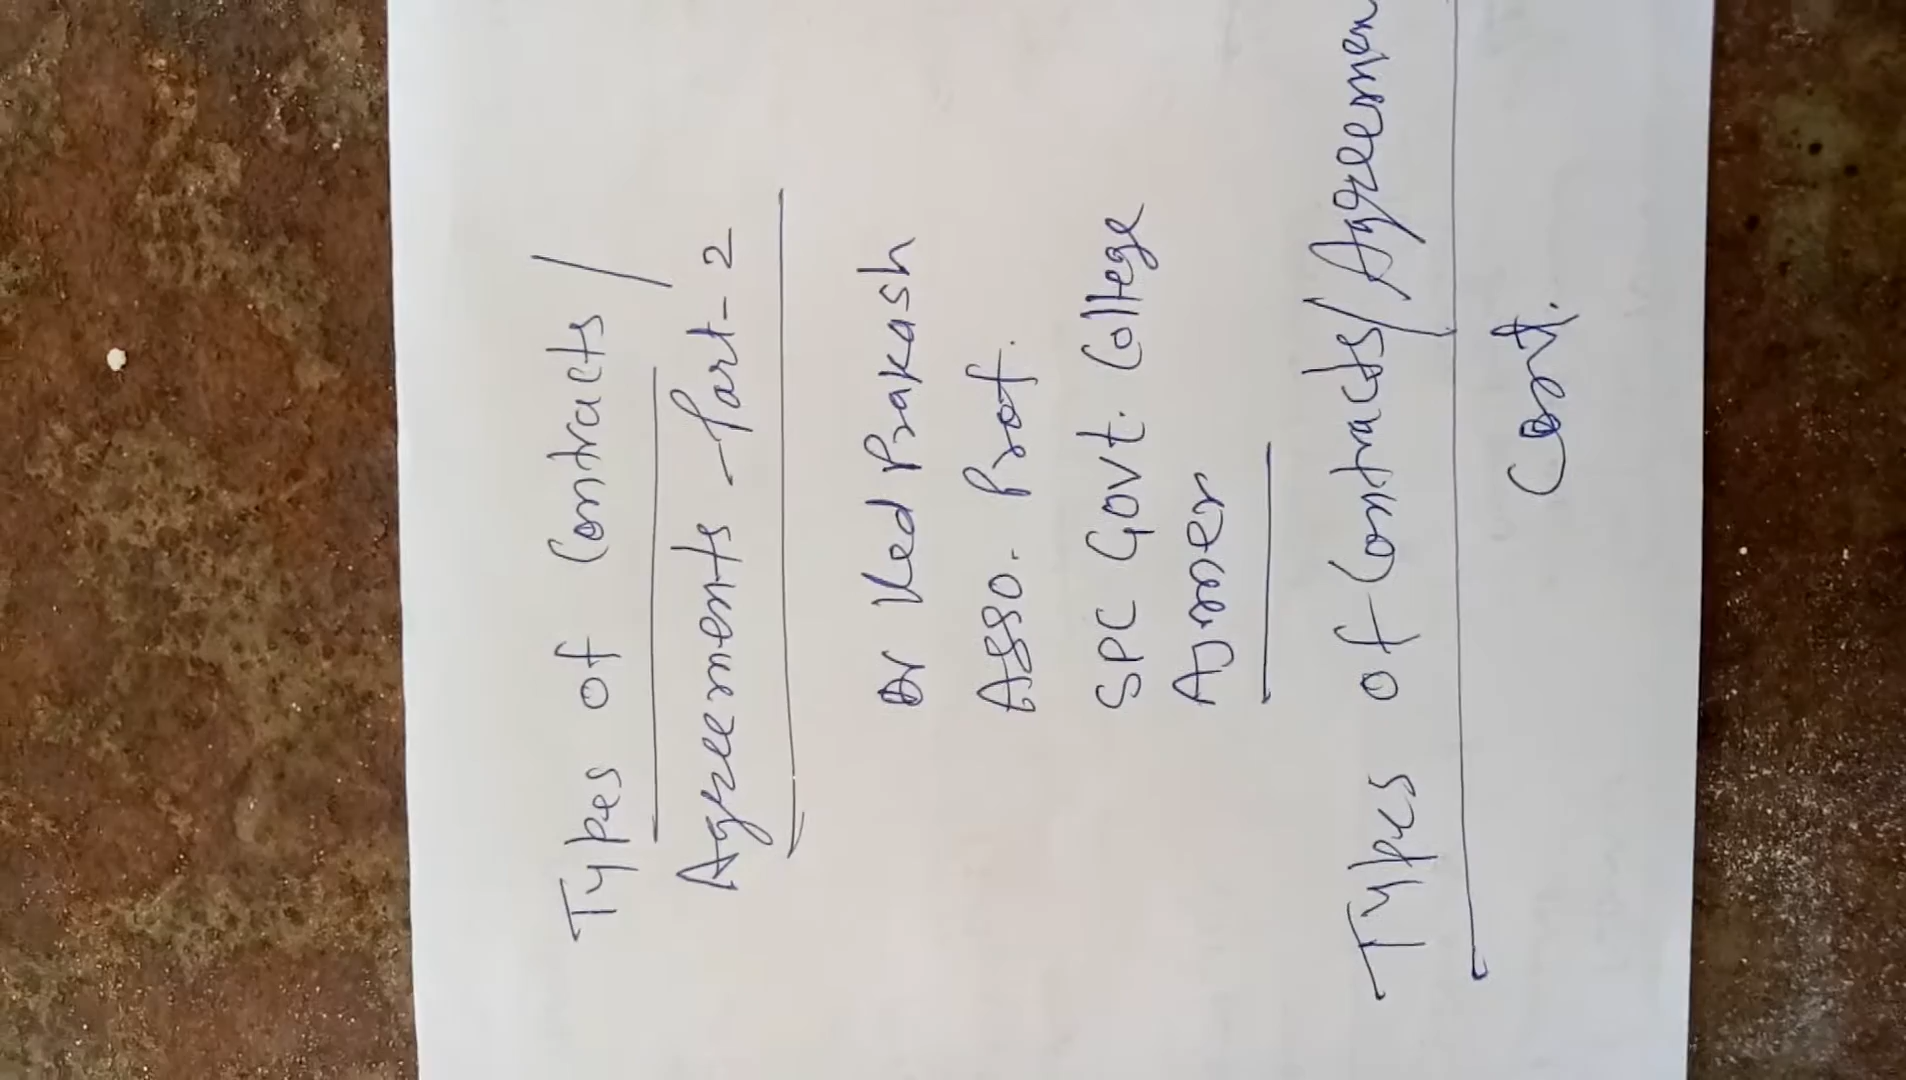 Types of Contracts /
Agreements - Part-2
Dr Ved Prakash
Asso. Prof.
SPC Govt. College
Ajmer
Types of Contracts/Agreemen
Cont.